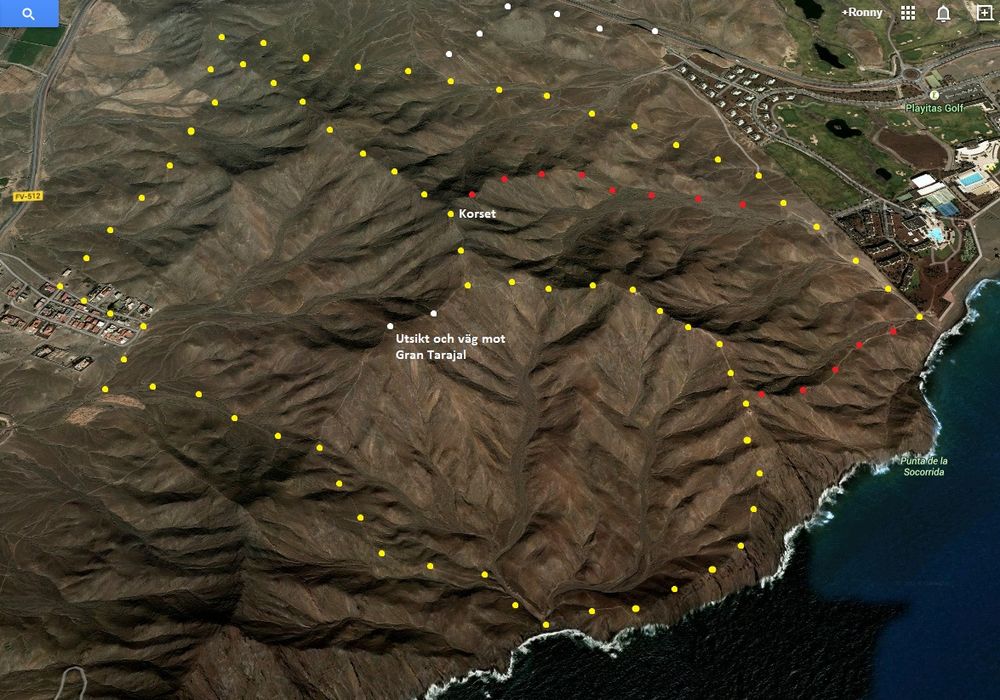 +Ronny
Playitas Golf
FV-512
Korset
Utsikt och väg mot
Gran Tarajal
Punta de la
Socorrida